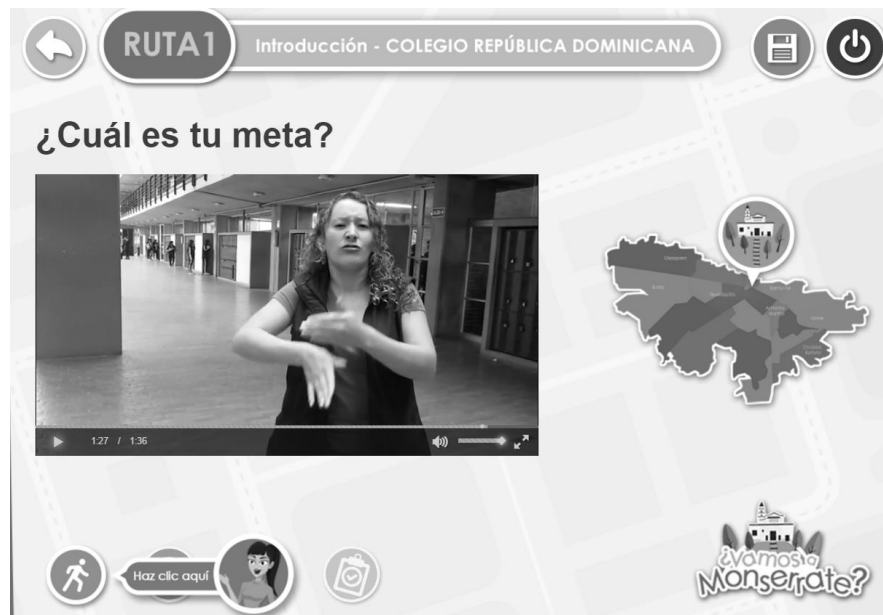 RUTA1
Introducción - COLEGIO REPÚBLICA DOMINICANA
¿Cuál es tu meta?
1:27 / 1:36
Haz clic aquí
¿vamos a
Monserrate?